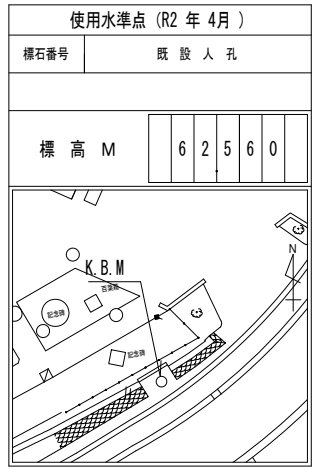 使用水準点 (R2 年 4月 )
標石番号 既 設 人 孔
標 高 M 6 2 . 5 6 0
N
K.B.M
百葉箱
記念碑
記念碑